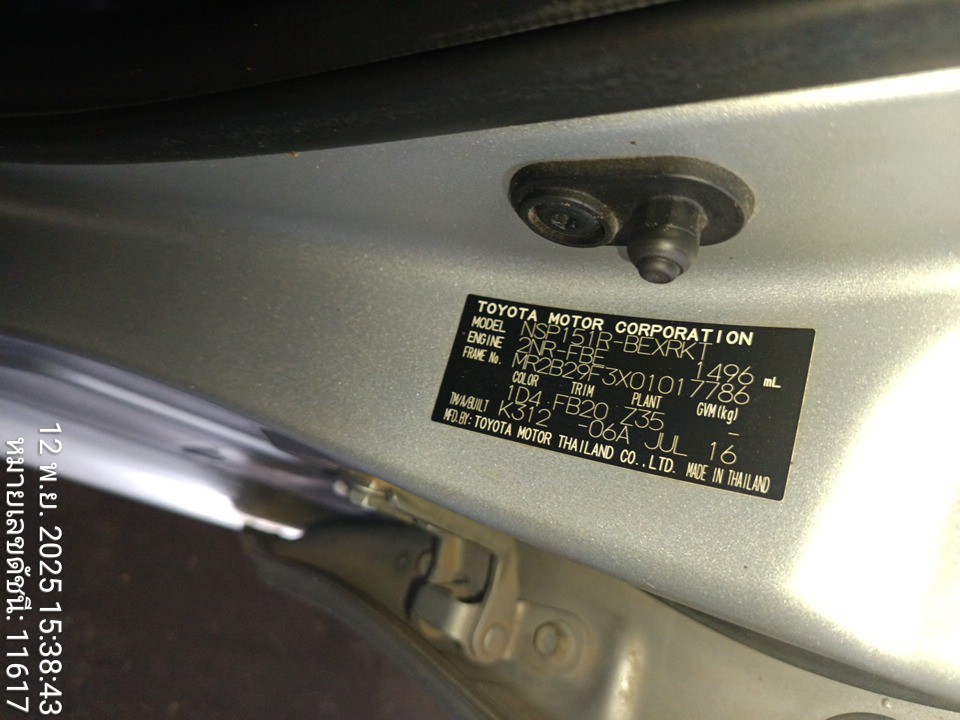 TOYOTA MOTOR CORPORATION
MODEL NSP151R-BEXRKT
ENGINE 2NR-FBE 1496 mL
FRAME No. MR2B29F3X01017786
COLOR TRIM PLANT GVM(kg)
1D4 FB20 Z35 -
TM/A/BUILT K312 -06A JUL 16
MFD.BY: TOYOTA MOTOR THAILAND CO.,LTD. MADE IN THAILAND
12 พ.ย. 2025 15:38:43
หมายเลขดัชนี: 11617